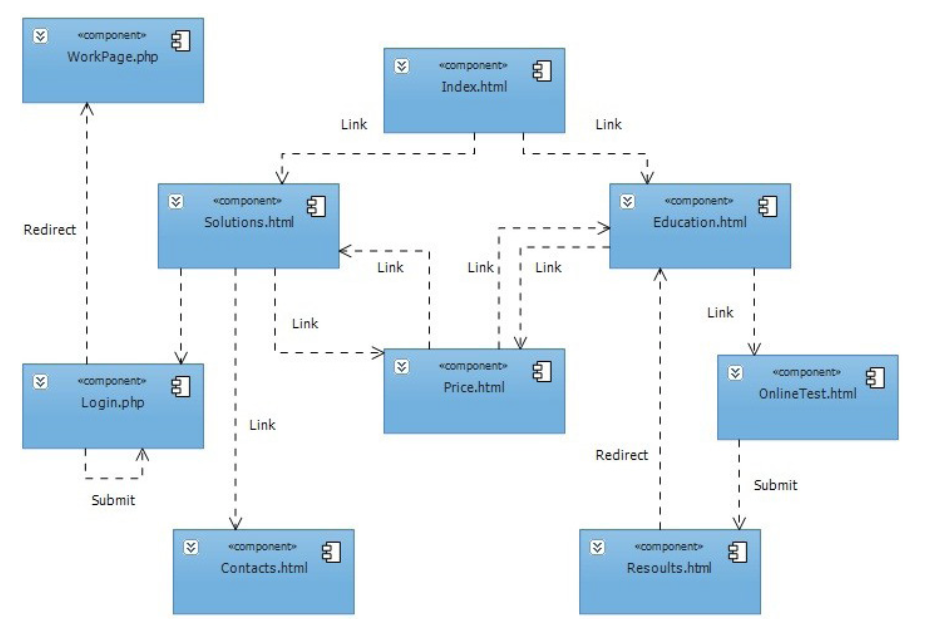 «component»
WorkPage.php
«component»
Index.html
Link
Link
«component»
Solutions.html
«component»
Education.html
Redirect
Link
Link
Link
Link
Link
«component»
Login.php
«component»
Price.html
«component»
OnlineTest.html
Link
Redirect
Submit
Submit
«component»
Contacts.html
«component»
Resoults.html